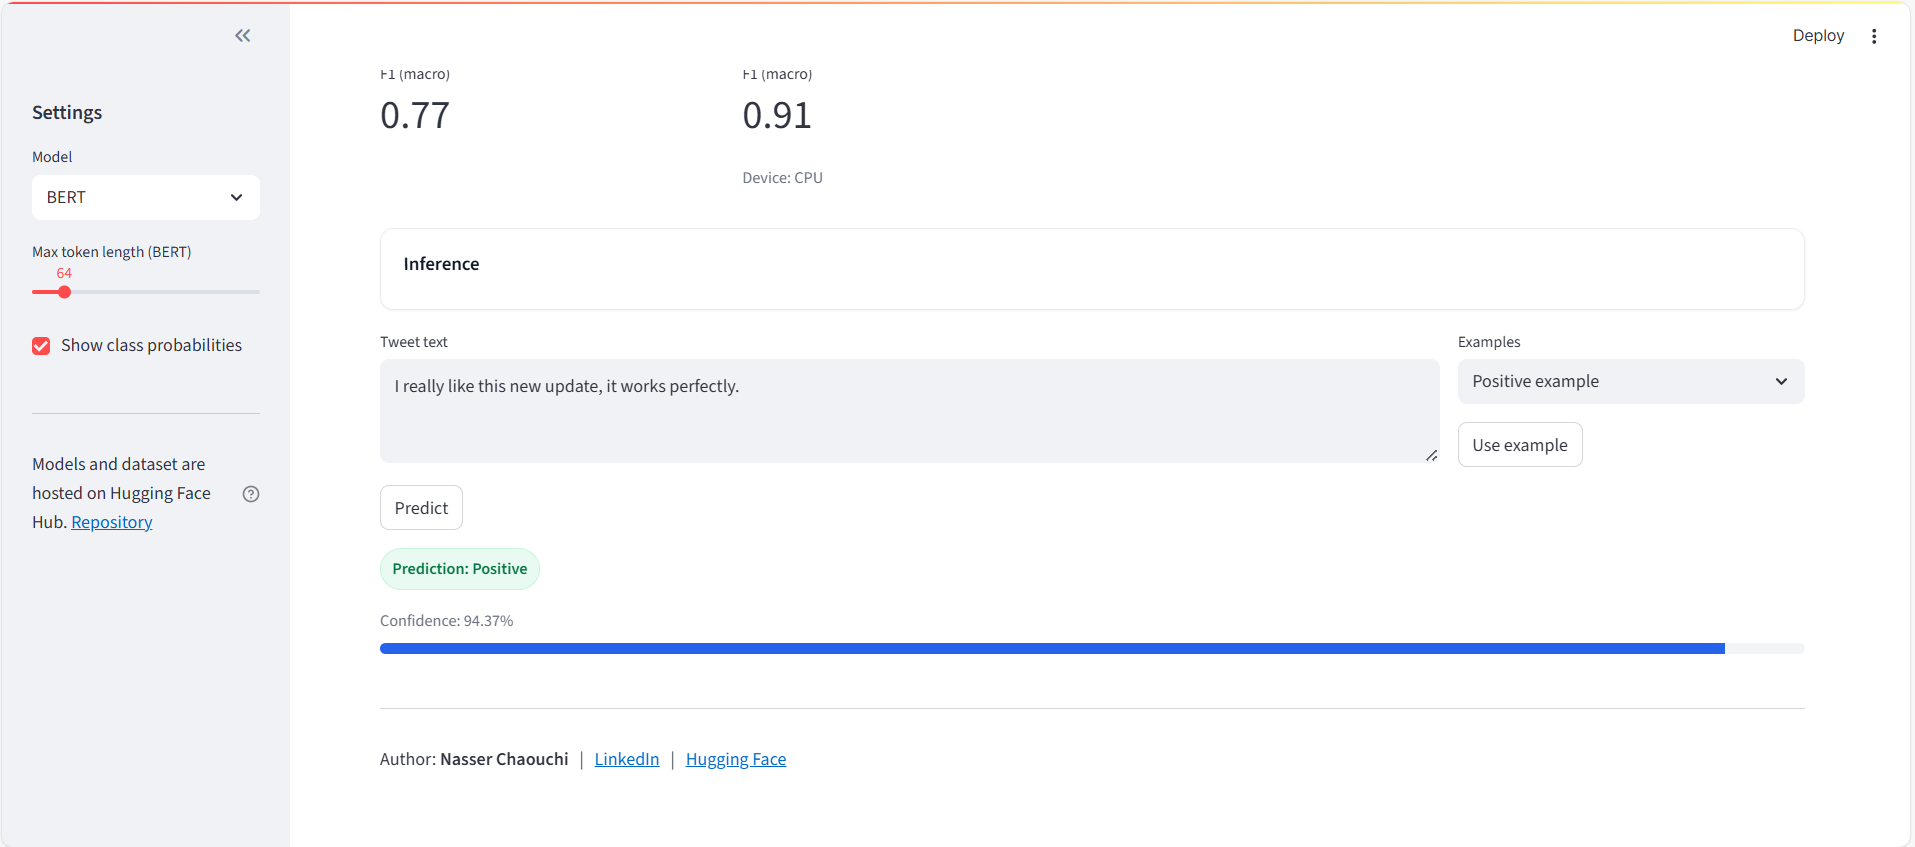 Deploy
Settings
Model
BERT
Max token length (BERT)
64
Show class probabilities
Models and dataset are
hosted on Hugging Face
Hub. Repository
F1 (macro)
0.77
F1 (macro)
0.91
Device: CPU
Inference
Tweet text
I really like this new update, it works perfectly.
Examples
Positive example
Use example
Predict
Prediction: Positive
Confidence: 94.37%
Author: Nasser Chaouchi | LinkedIn | Hugging Face